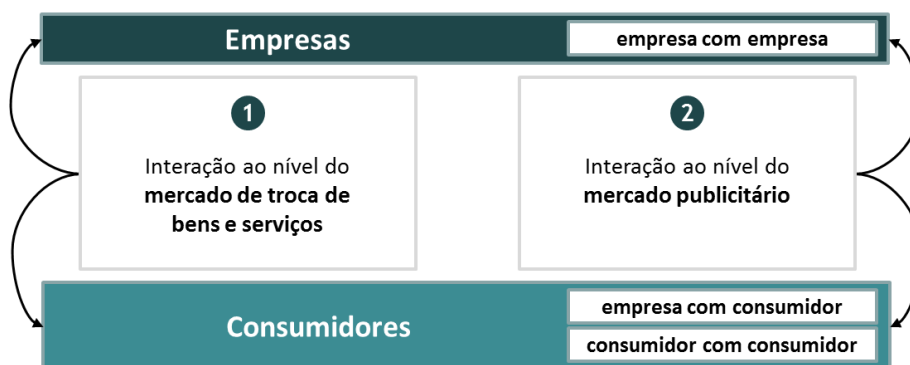 Empresas
empresa com empresa
1
Interação ao nível do
mercado de troca de
bens e serviços
2
Interação ao nível do
mercado publicitário
Consumidores
empresa com consumidor
consumidor com consumidor